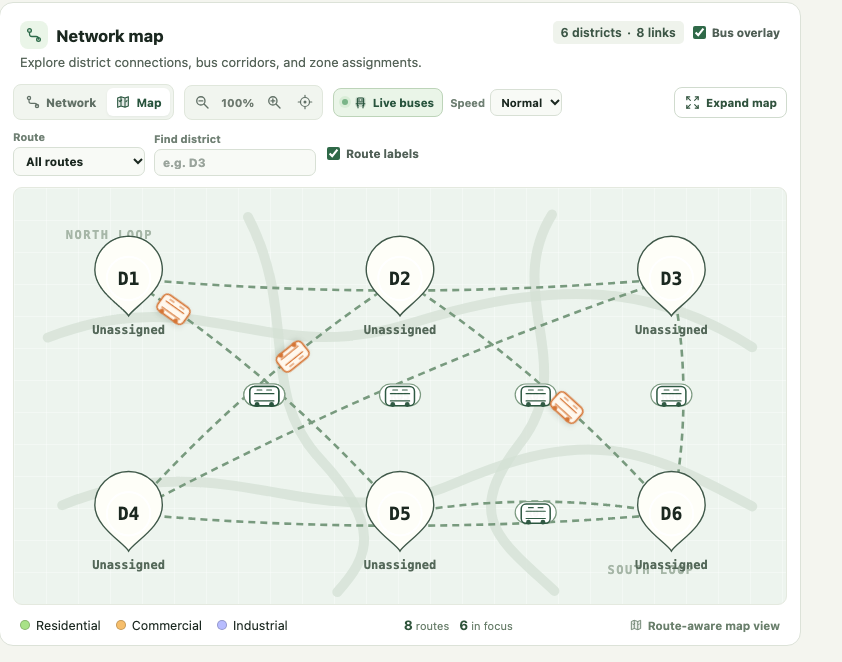 Network map
6 districts · 8 links
Bus overlay
Explore district connections, bus corridors, and zone assignments.
Network
Map
100%
Live buses
Speed
Normal
Expand map
Route
Find district
All routes
e.g. D3
Route labels
NORTH LOOP
D1
D2
D3
Unassigned
Unassigned
Unassigned
D4
D5
D6
Unassigned
Unassigned
Unassigned
SOUTH LOOP
Residential
Commercial
Industrial
8 routes
6 in focus
Route-aware map view